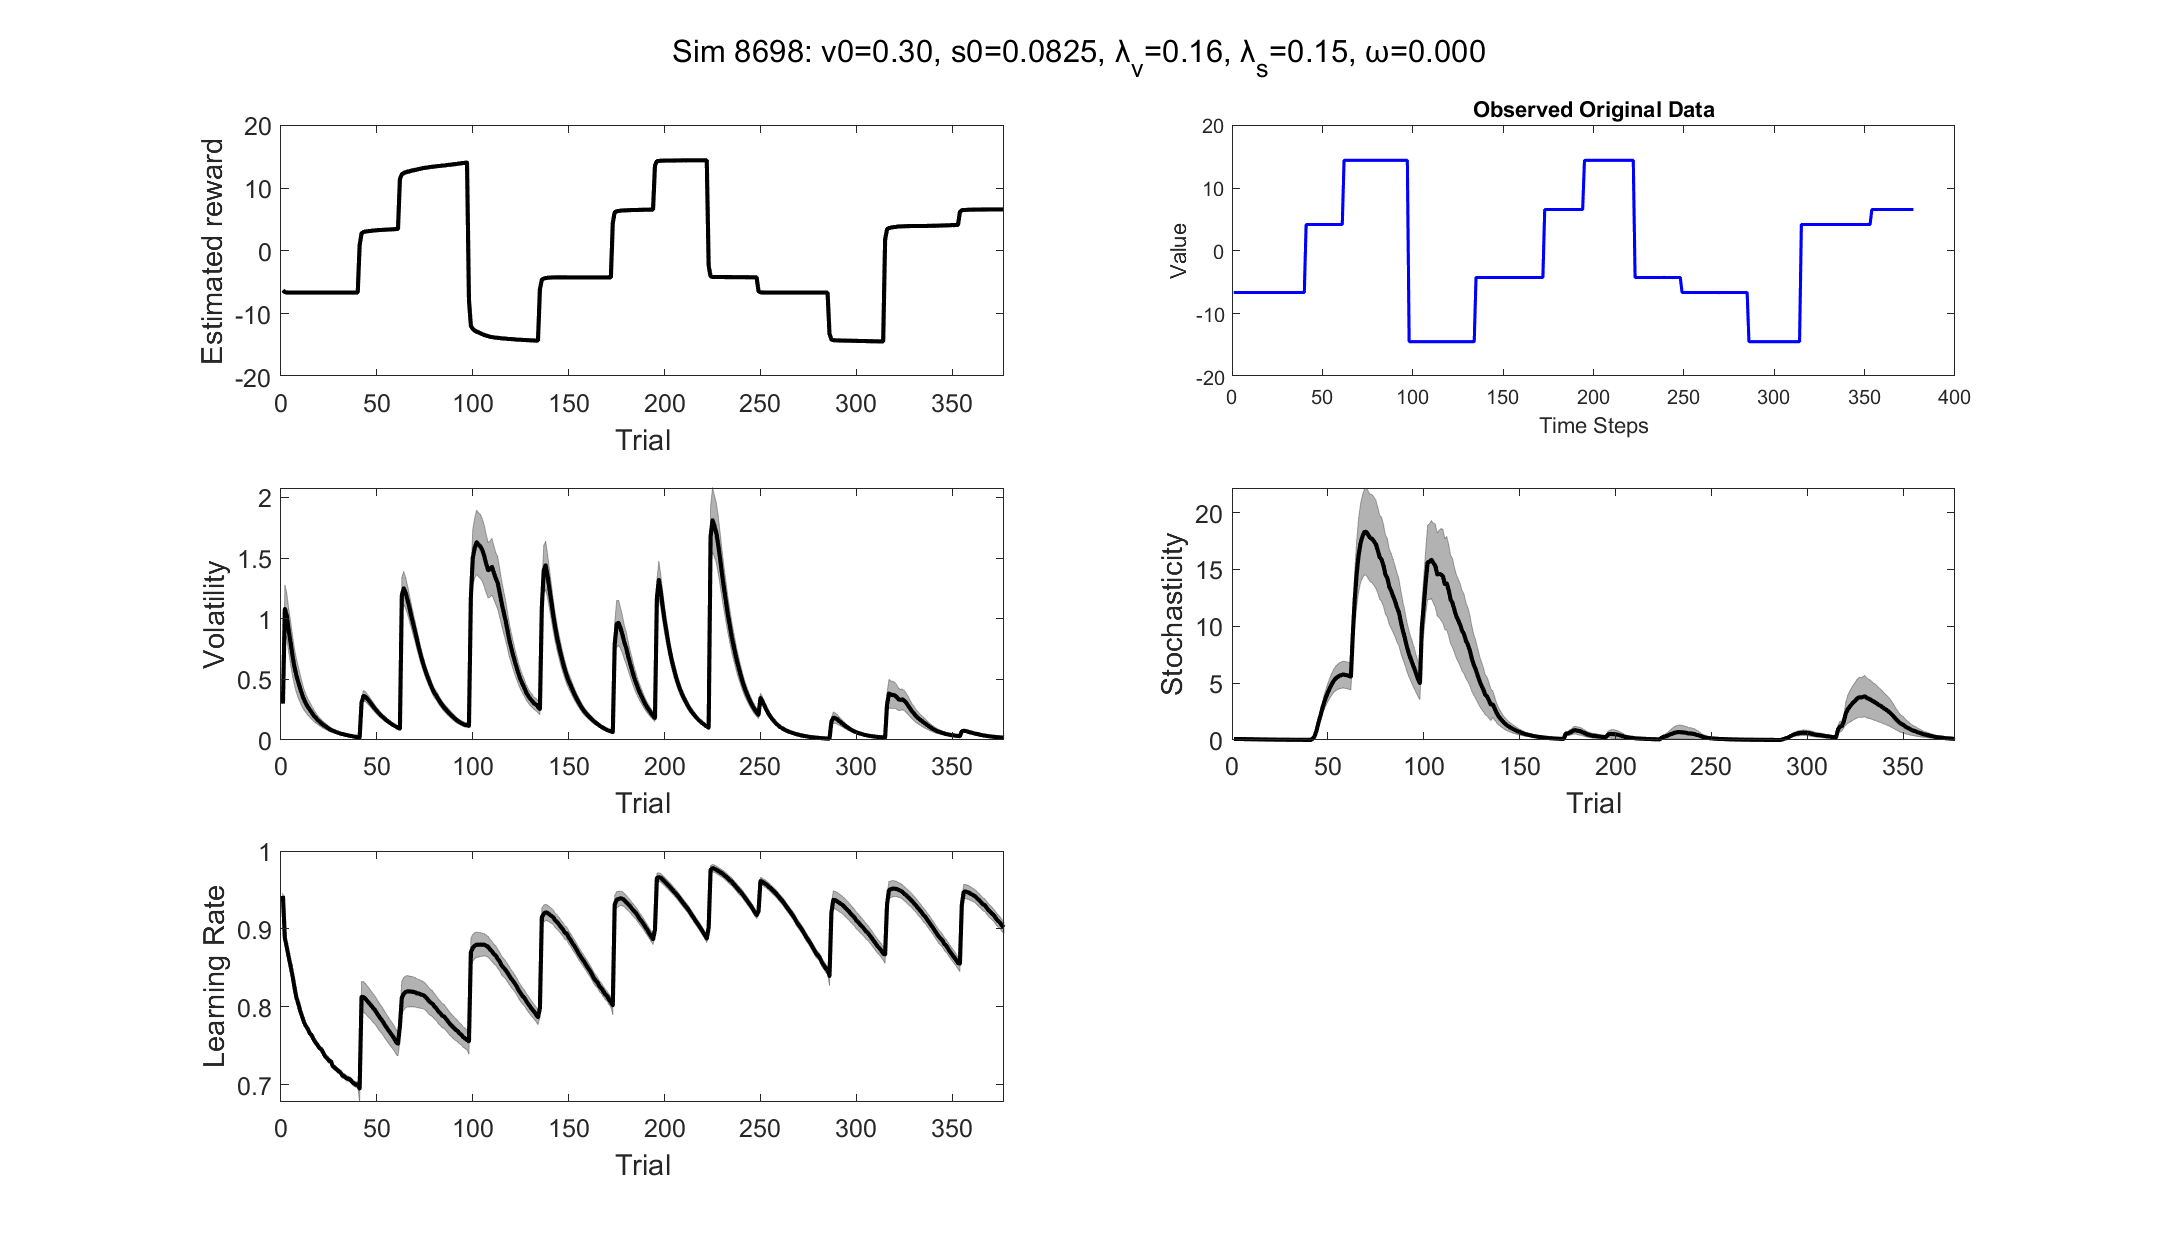 Sim 8698: v0=0.30, s0=0.0825, λv=0.16, λs=0.15, ω=0.000
20
10
0
-10
-20
Estimated reward
0 50 100 150 200 250 300 350
Trial
Observed Original Data
20
10
0
-10
-20
Value
0 50 100 150 200 250 300 350 400
Time Steps
2
1.5
1
0.5
0
Volatility
0 50 100 150 200 250 300 350
Trial
20
15
10
5
0
Stochasticity
0 50 100 150 200 250 300 350
Trial
1
0.9
0.8
0.7
Learning Rate
0 50 100 150 200 250 300 350
Trial